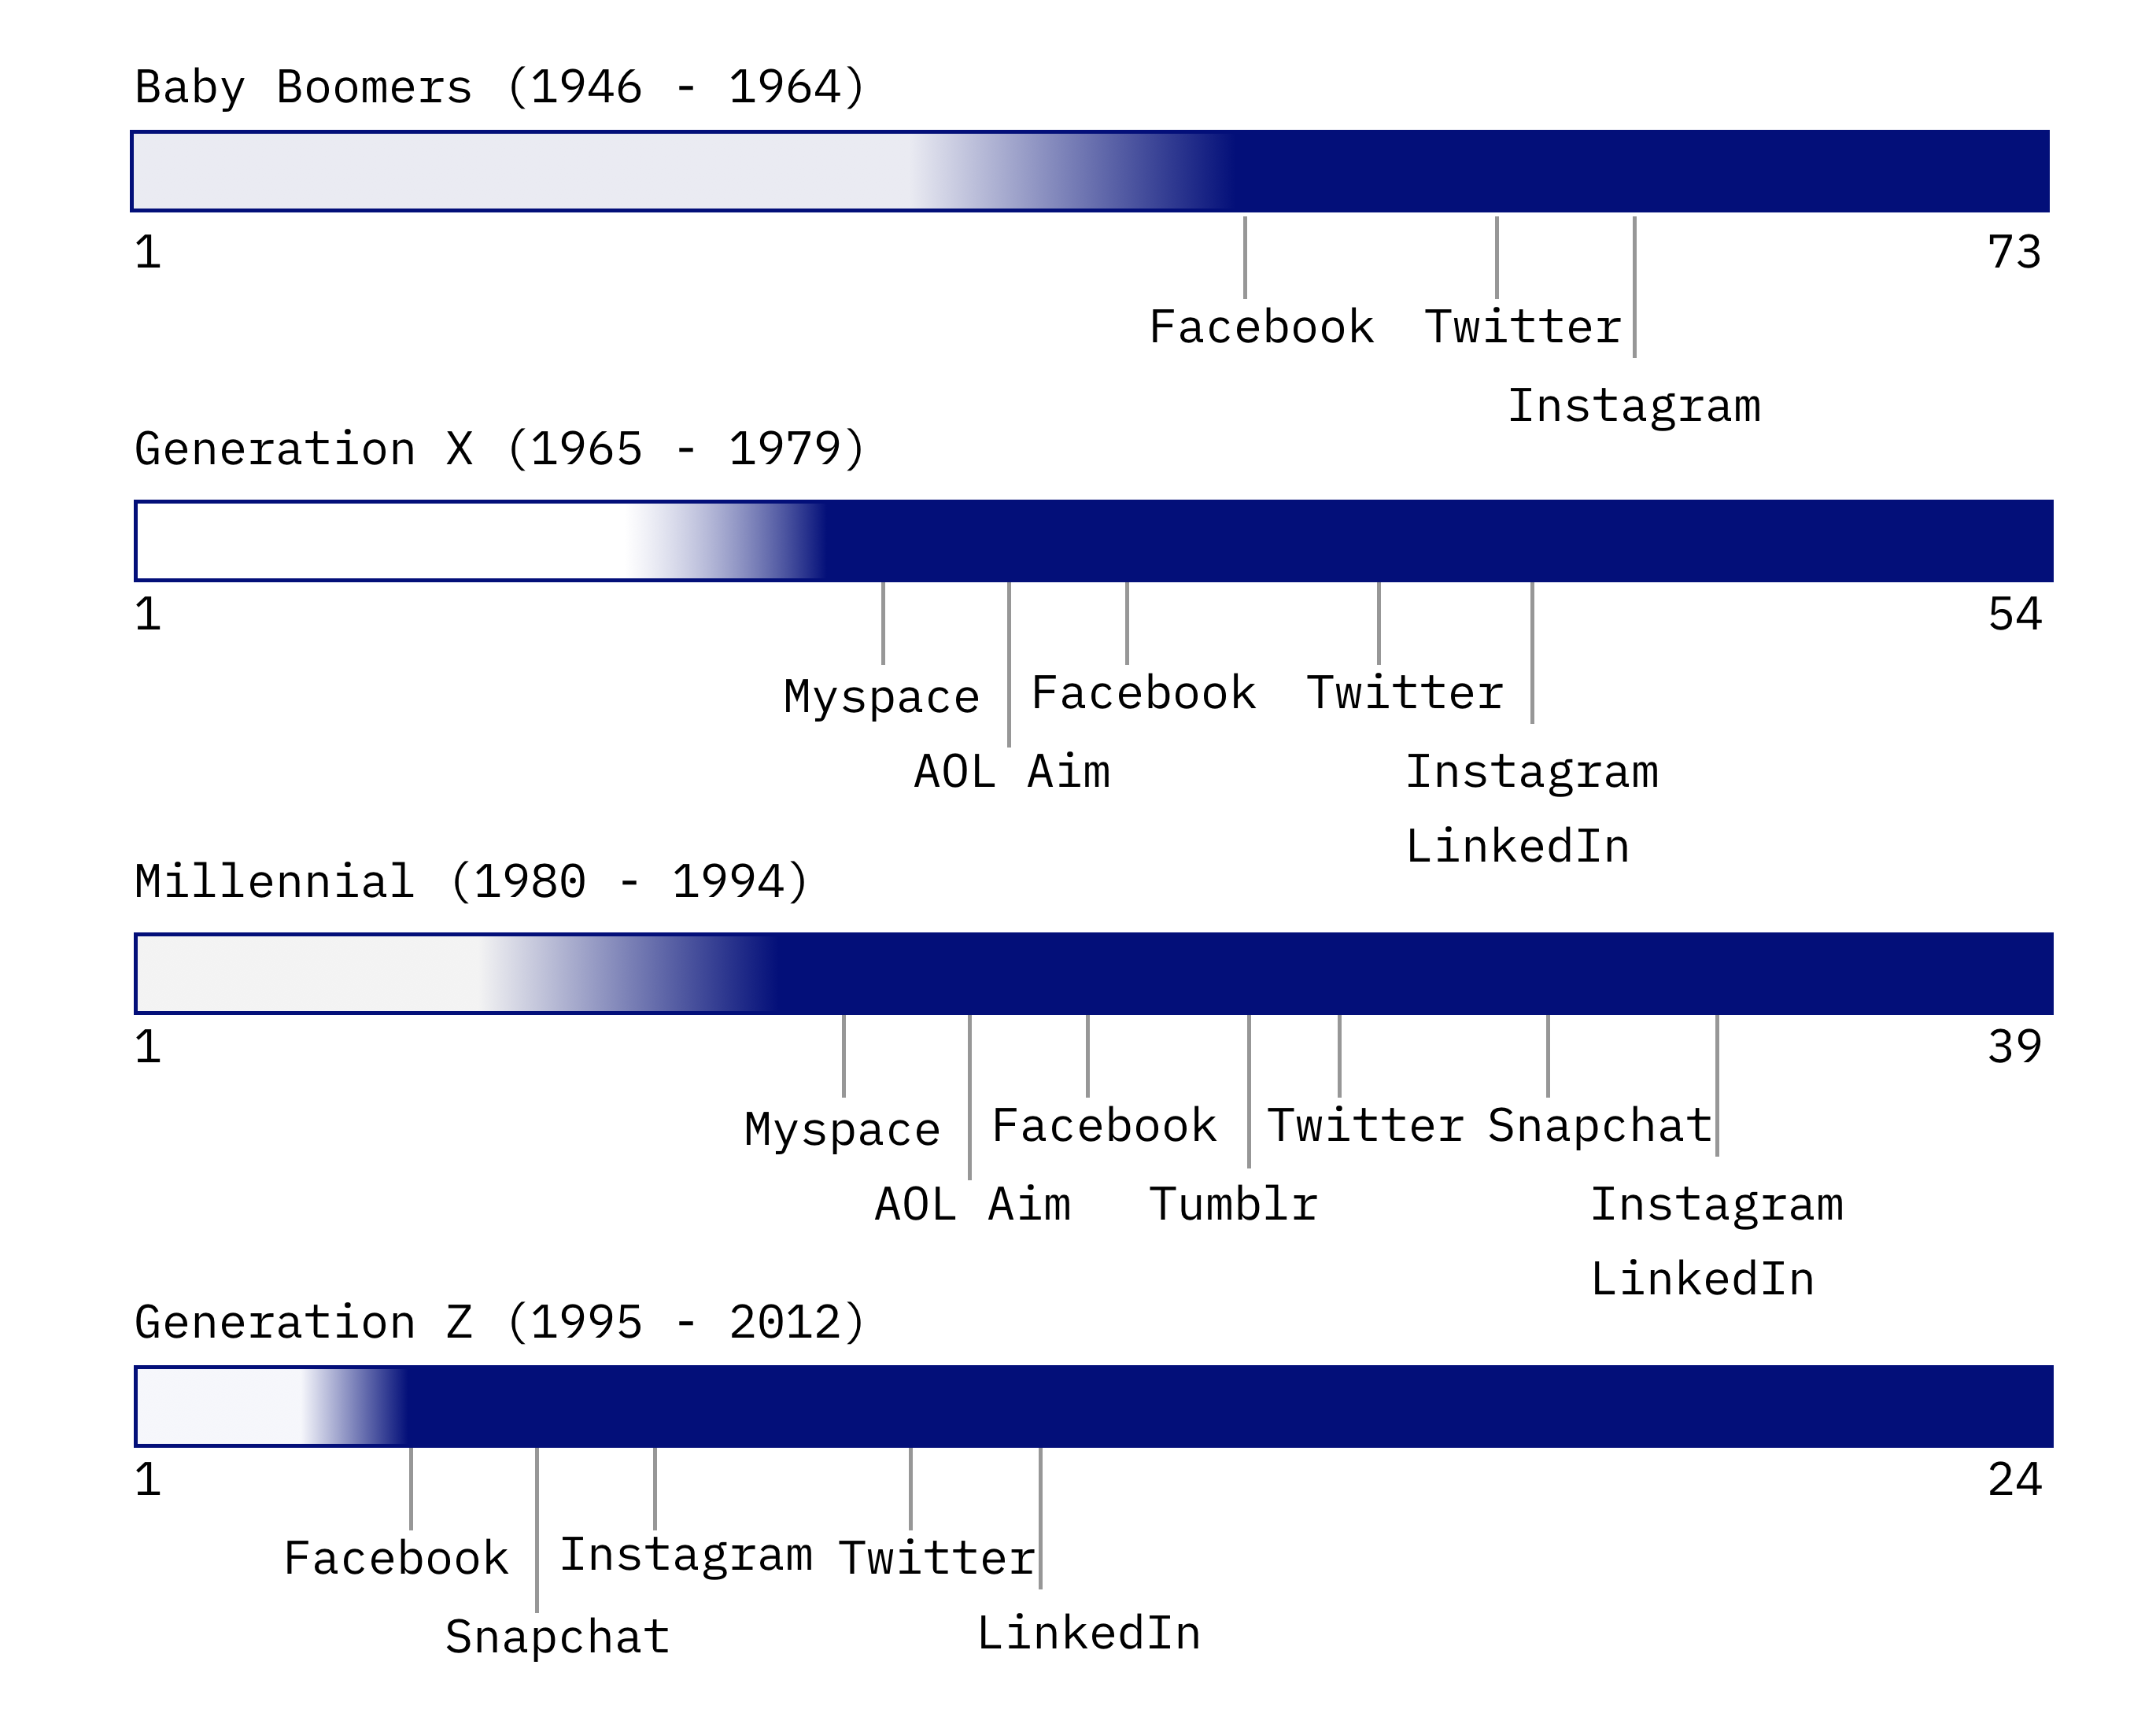 Baby Boomers (1946 - 1964)
1 73
Facebook Twitter
Instagram
Generation X (1965 - 1979)
1 54
Myspace Facebook Twitter
AOL Aim Instagram
LinkedIn
Millennial (1980 - 1994)
1 39
Myspace Facebook Twitter Snapchat
AOL Aim Tumblr Instagram
LinkedIn
Generation Z (1995 - 2012)
1 24
Facebook Instagram Twitter
Snapchat LinkedIn